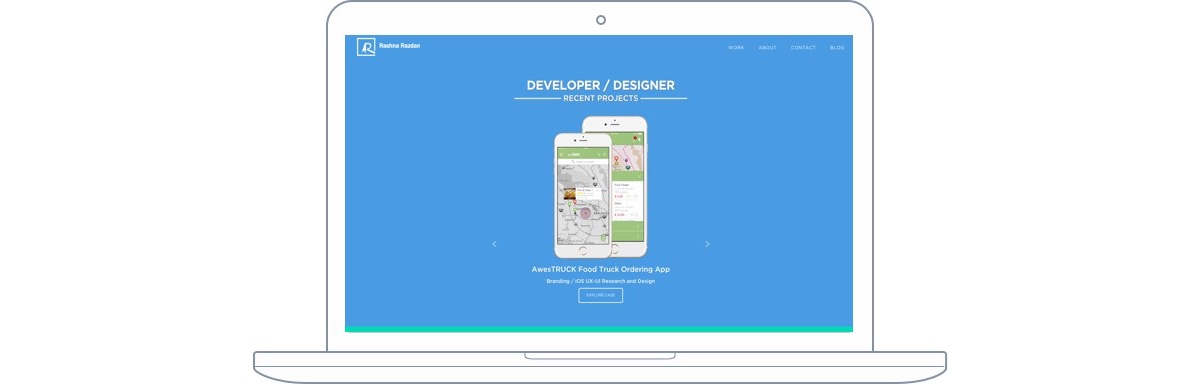 Rashna Razdan
WORK ABOUT CONTACT BLOG
DEVELOPER / DESIGNER
RECENT PROJECTS
AwesTRUCK Food Truck Ordering App
Branding / iOS UX-UI Research and Design
EXPLORE CASE